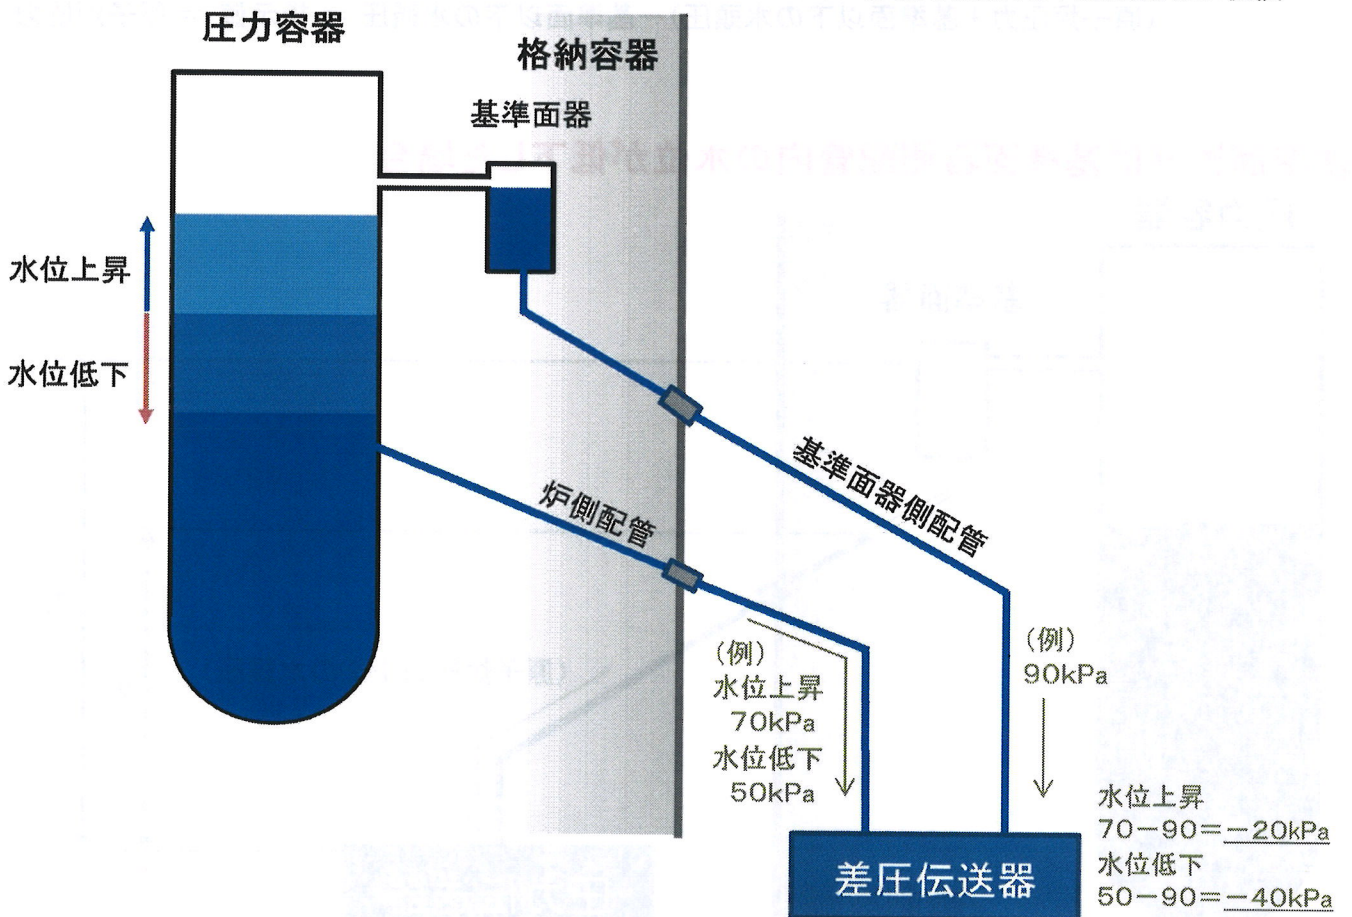 圧力容器
格納容器
基準面器
水位上昇
水位低下
基準面器側配管
炉側配管
(例)
水位上昇
70kPa
水位低下
50kPa
(例)
90kPa
水位上昇
70-90=-20kPa
水位低下
50-90=-40kPa
差圧伝送器